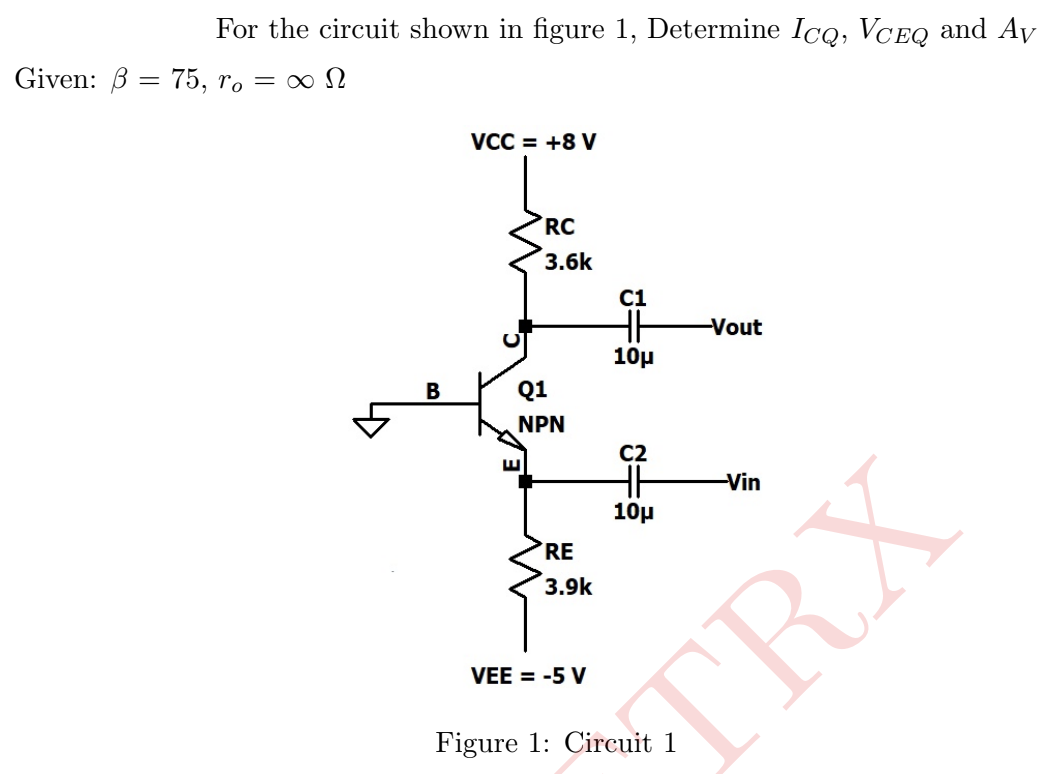 For the circuit shown in figure 1, Determine I_CQ, V_CEQ and A_V
Given: β = 75, r_o = ∞ Ω
VCC = +8 V
RC
3.6k
C1
C
Vout
10µ
B
Q1
NPN
C2
E
Vin
10µ
RE
3.9k
VEE = -5 V
Figure 1: Circuit 1
TRX